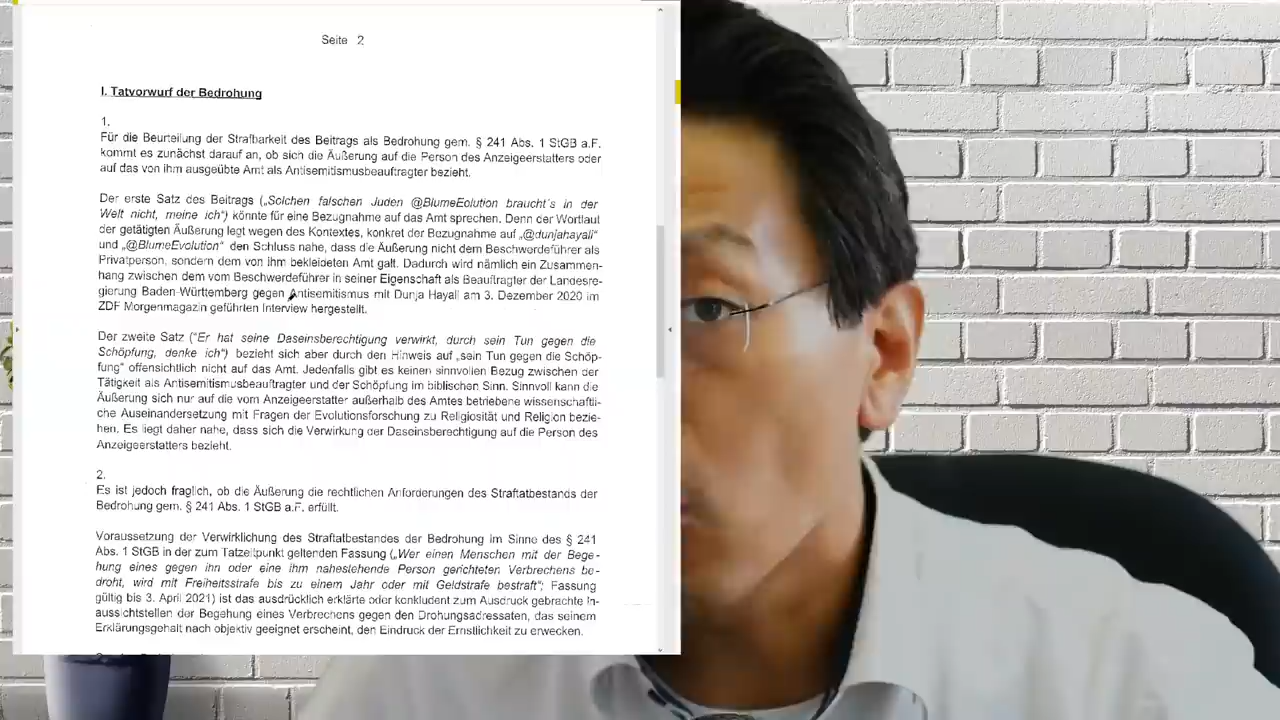 Seite 2
I. Tatvorwurf der Bedrohung
1.
Für die Beurteilung der Strafbarkeit des Beitrags als Bedrohung gem. § 241 Abs. 1 StGB a.F.
kommt es zunächst darauf an, ob sich die Äußerung auf die Person des Anzeigeerstatters oder
auf das von ihm ausgeübte Amt als Antisemitismusbeauftragter bezieht.
Der erste Satz des Beitrags („Solchen falschen Juden @BlumeEolution braucht´s in der
Welt nicht, meine ich“) könnte für eine Bezugnahme auf das Amt sprechen. Denn der Wortlaut
der getätigten Äußerung legt wegen des Kontextes, konkret der Bezugnahme auf „@dunjahayali“
und „@BlumeEvolution“ den Schluss nahe, dass die Äußerung nicht dem Beschwerdeführer als
Privatperson, sondern dem von ihm bekleideten Amt galt. Dadurch wird nämlich ein Zusammen-
hang zwischen dem vom Beschwerdeführer in seiner Eigenschaft als Beauftragter der Landesre-
gierung Baden-Württemberg gegen Antisemitismus mit Dunja Hayali am 3. Dezember 2020 im
ZDF Morgenmagazin geführten Interview hergestellt.
Der zweite Satz ("Er hat seine Daseinsberechtigung verwirkt, durch sein Tun gegen die
Schöpfung, denke ich“) bezieht sich aber durch den Hinweis auf „sein Tun gegen die Schöp-
fung“ offensichtlich nicht auf das Amt. Jedenfalls gibt es keinen sinnvollen Bezug zwischen der
Tätigkeit als Antisemitismusbeauftragter und der Schöpfung im biblischen Sinn. Sinnvoll kann die
Äußerung sich nur auf die vom Anzeigeerstatter außerhalb des Amtes betriebene wissenschaftli-
che Auseinandersetzung mit Fragen der Evolutionsforschung zu Religiosität und Religion bezie-
hen. Es liegt daher nahe, dass sich die Verwirkung der Daseinsberechtigung auf die Person des
Anzeigeerstatters bezieht.
2.
Es ist jedoch fraglich, ob die Äußerung die rechtlichen Anforderungen des Straftatbestands der
Bedrohung gem. § 241 Abs. 1 StGB a.F. erfüllt.
Voraussetzung der Verwirklichung des Straftatbestandes der Bedrohung im Sinne des § 241
Abs. 1 StGB in der zum Tatzeitpunkt geltenden Fassung („Wer einen Menschen mit der Bege-
hung eines gegen ihn oder eine ihm nahestehende Person gerichteten Verbrechens be-
droht, wird mit Freiheitsstrafe bis zu einem Jahr oder mit Geldstrafe bestraft“; Fassung
gültig bis 3. April 2021) ist das ausdrücklich erklärte oder konkludent zum Ausdruck gebrachte In-
aussichtstellen der Begehung eines Verbrechens gegen den Drohungsadressaten, das seinem
Erklärungsgehalt nach objektiv geeignet erscheint, den Eindruck der Ernstlichkeit zu erwecken.